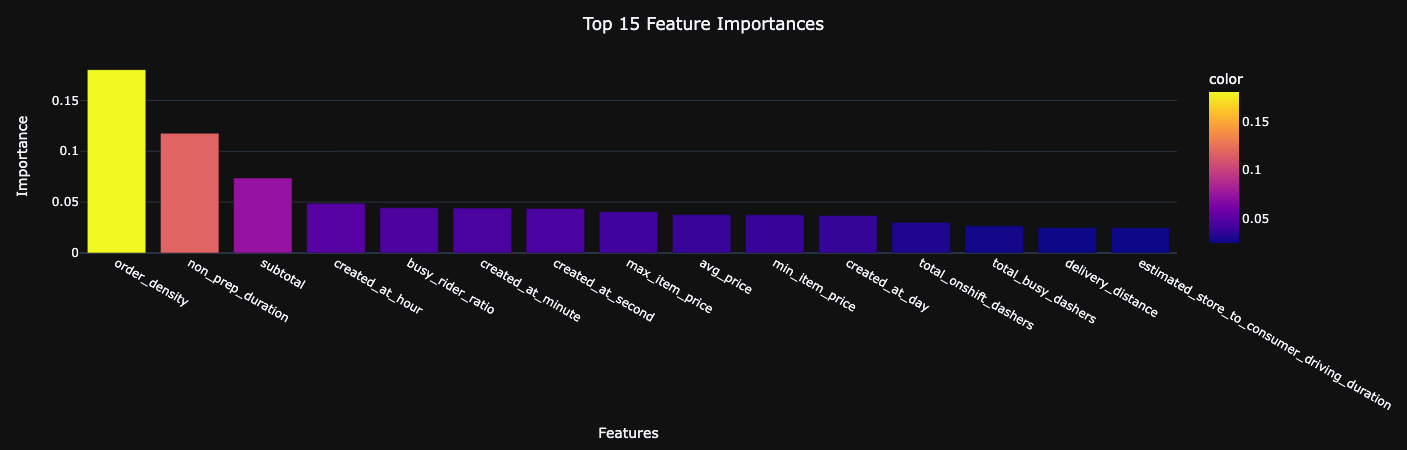 Top 15 Feature Importances
Importance
0.15
0.1
0.05
0
order_density
non_prep_duration
subtotal
created_at_hour
busy_rider_ratio
created_at_minute
created_at_second
max_item_price
avg_price
min_item_price
created_at_day
total_onshift_dashers
total_busy_dashers
delivery_distance
estimated_store_to_consumer_driving_duration
Features
color
0.15
0.1
0.05